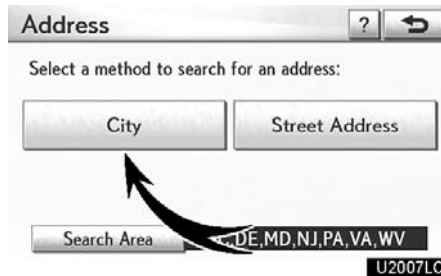 Address ?
Select a method to search for an address:
City Street Address
Search Area DE,MD,NJ,PA,VA,WV
U2007LC